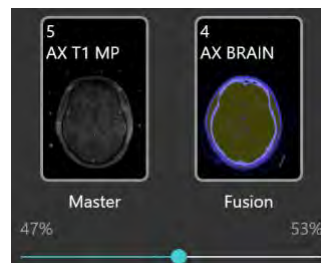 5
AX T1 MP
4
AX BRAIN
Master
Fusion
47%
53%